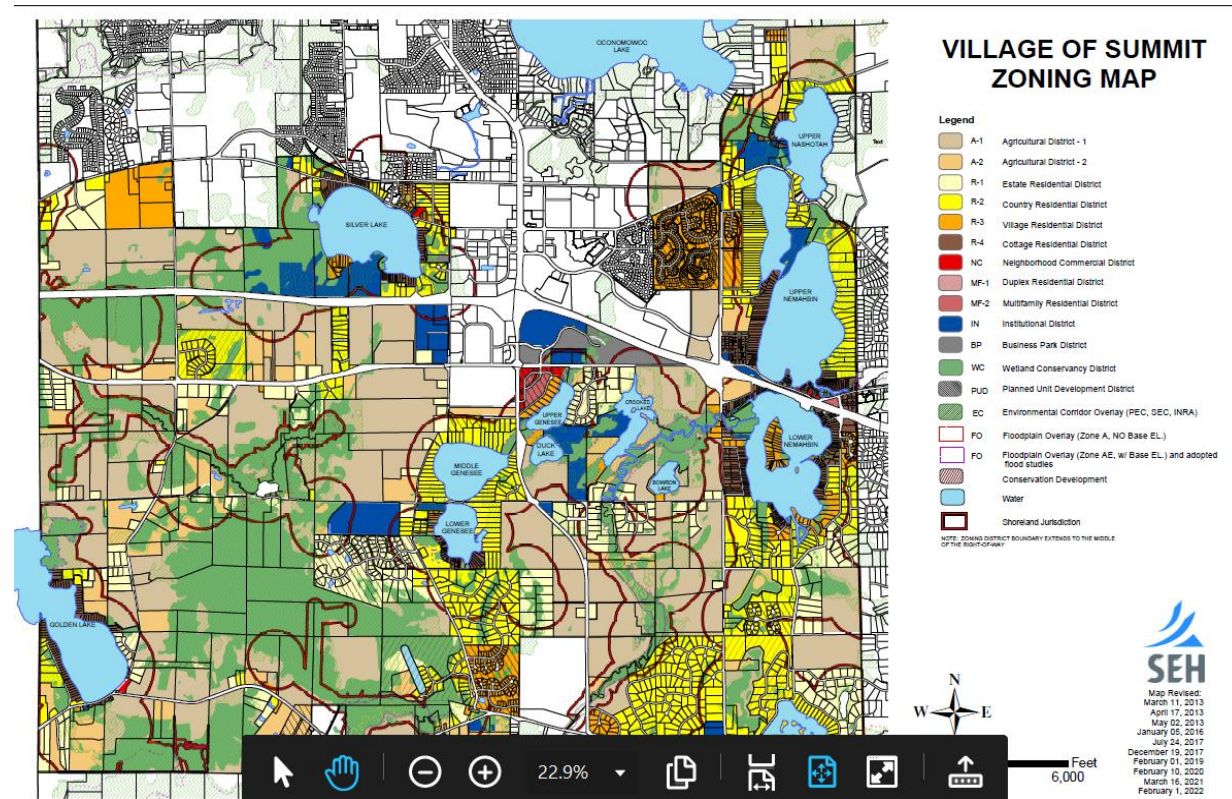 VILLAGE OF SUMMIT
ZONING MAP
OCONOMOWOC
LAKE
UPPER
NASHOTAH
Text
SILVER LAKE
UPPER
NEMAHBIN
CROOKED
LAKE
UPPER
GENESEE
DUCK
LAKE
LOWER
NEMAHBIN
MIDDLE
GENESEE
BOWRON
LAKE
LOWER
GENESEE
GOLDEN LAKE
Legend
A-1 Agricultural District - 1
A-2 Agricultural District - 2
R-1 Estate Residential District
R-2 Country Residential District
R-3 Village Residential District
R-4 Cottage Residential District
NC Neighborhood Commercial District
MF-1 Duplex Residential District
MF-2 Multifamily Residential District
IN Institutional District
BP Business Park District
WC Wetland Conservancy District
PUD Planned Unit Development District
EC Environmental Corridor Overlay (PEC, SEC, INRA)
FO Floodplain Overlay (Zone A, NO Base EL.)
FO Floodplain Overlay (Zone AE, w/ Base EL.) and adopted
flood studies
Conservation Development
Water
Shoreland Jurisdiction
NOTE: ZONING DISTRICT BOUNDARY EXTENDS TO THE MIDDLE
OF THE RIGHT-OF-WAY
SEH
N
W E
Map Revised:
March 11, 2013
April 17, 2013
May 02, 2013
January 05, 2016
July 24, 2017
December 19, 2017
February 01, 2019
February 10, 2020
March 16, 2021
February 1, 2022
Feet
6,000
22.9%